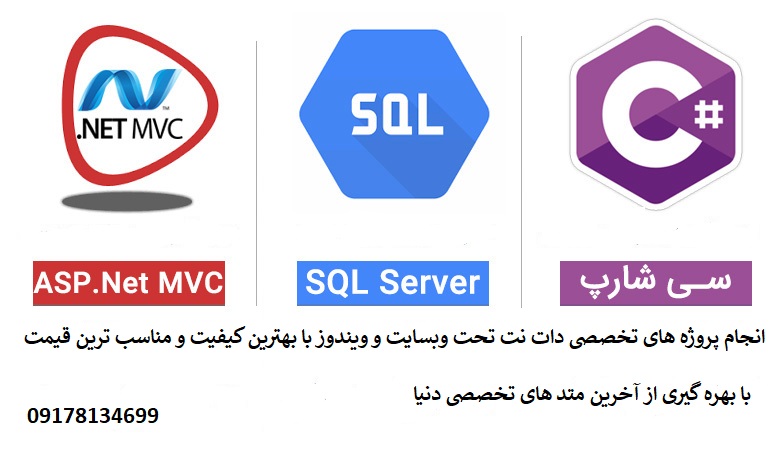 .NET MVC
SQL
C#
ASP.Net MVC
SQL Server
سی شارپ
انجام پروژه های تخصصی دات نت تحت وبسایت و ویندوز با بهترین کیفیت و مناسب ترین قیمت
با بهره گیری از آخرین متد های تخصصی دنیا
09178134699